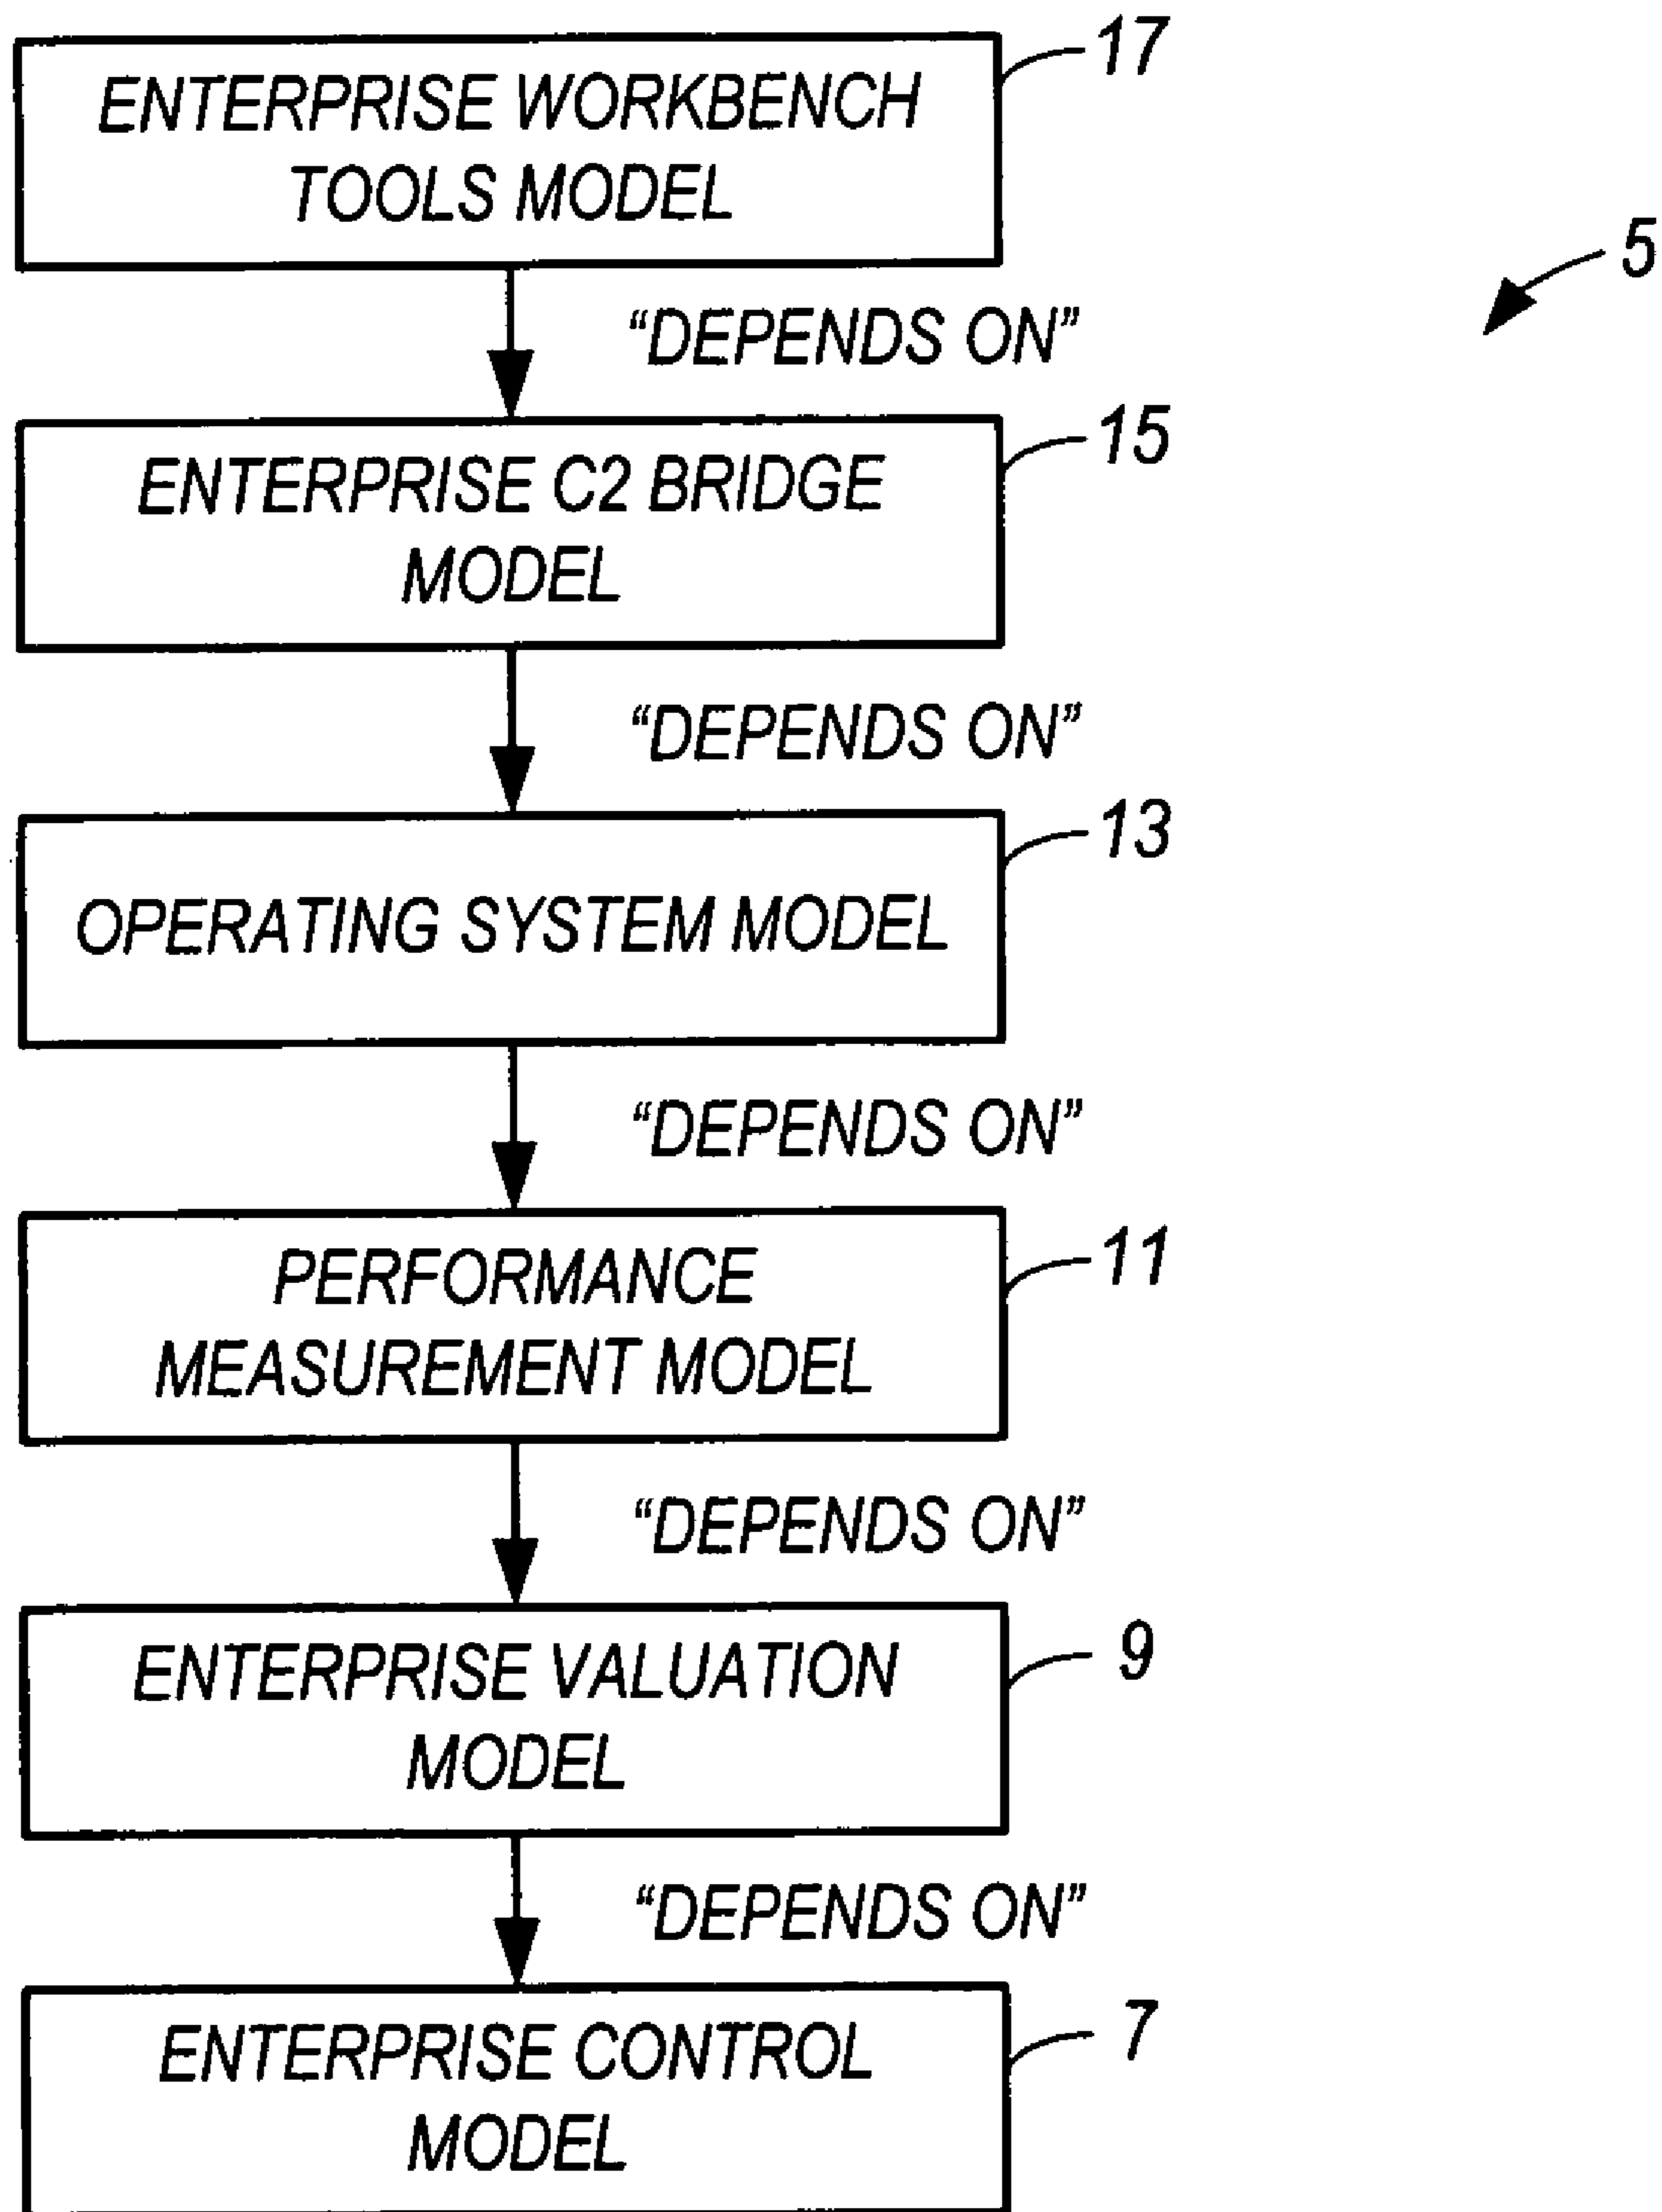 17
ENTERPRISE WORKBENCH
TOOLS MODEL
5
“DEPENDS ON”
15
ENTERPRISE C2 BRIDGE
MODEL
“DEPENDS ON”
13
OPERATING SYSTEM MODEL
“DEPENDS ON”
11
PERFORMANCE
MEASUREMENT MODEL
“DEPENDS ON”
9
ENTERPRISE VALUATION
MODEL
“DEPENDS ON”
7
ENTERPRISE CONTROL
MODEL